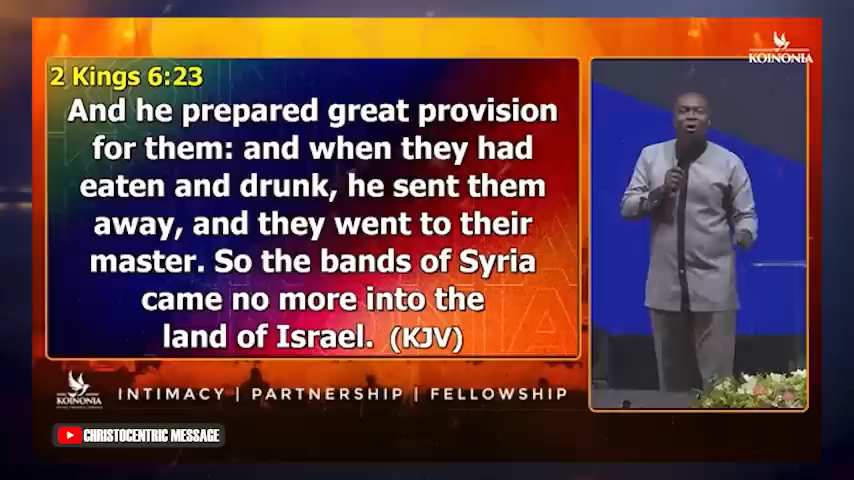 2 Kings 6:23
And he prepared great provision
for them: and when they had
eaten and drunk, he sent them
away, and they went to their
master. So the bands of Syria
came no more into the
land of Israel. (KJV)
KOINONIA
KOINONIA
INTIMACY | PARTNERSHIP | FELLOWSHIP
CHRISTOCENTRIC MESSAGE